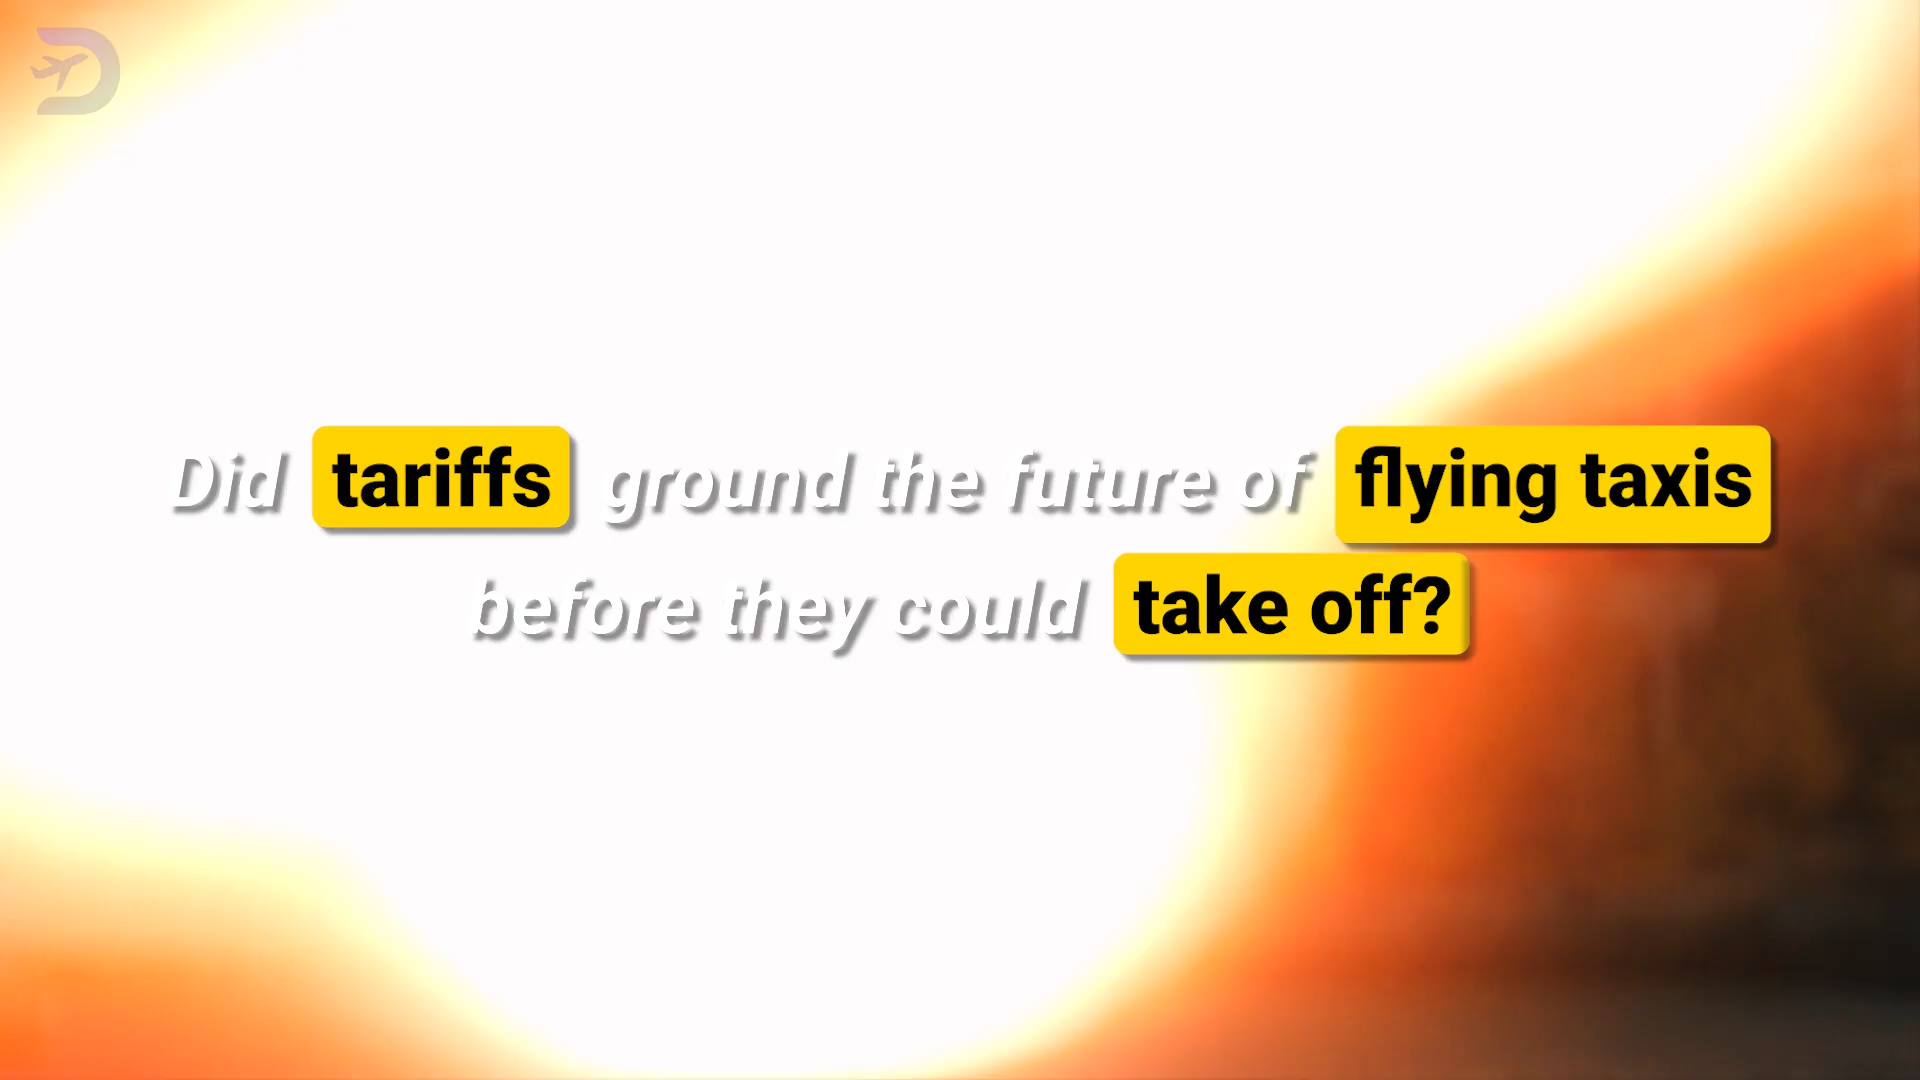 Did tariffs ground the future of flying taxis
before they could take off?